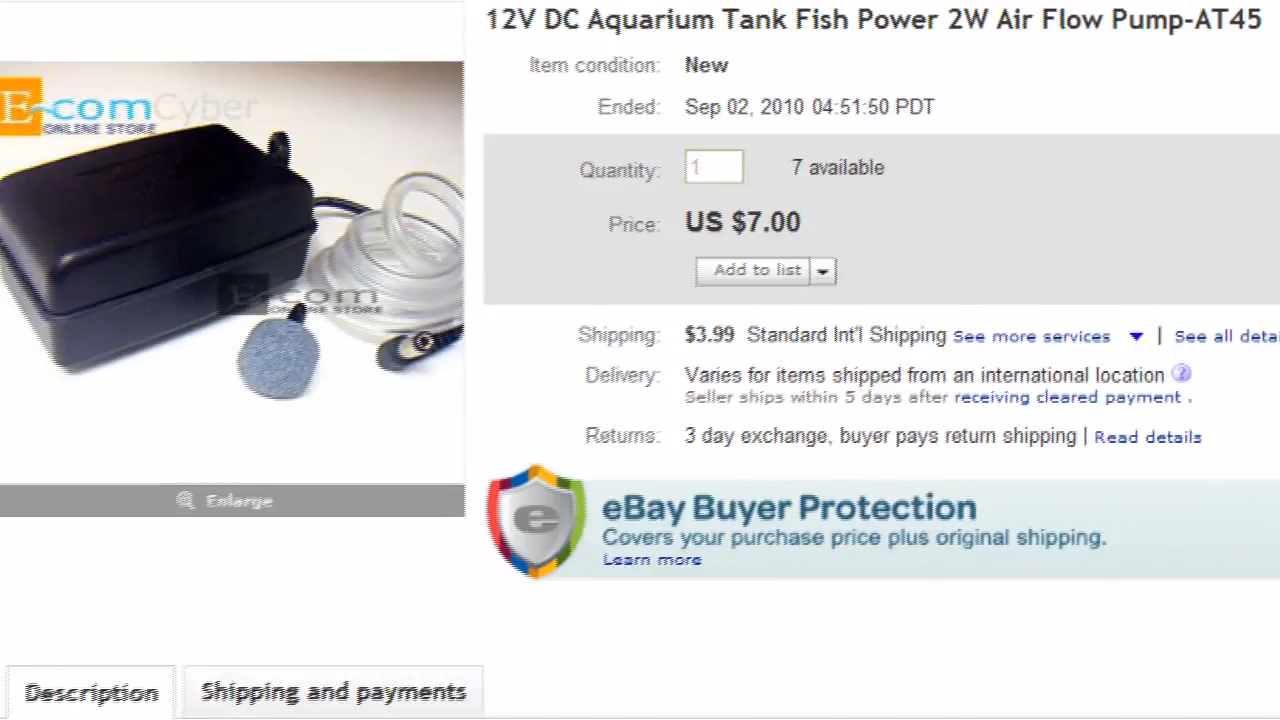 12V DC Aquarium Tank Fish Power 2W Air Flow Pump-AT45
Item condition: New
Ended: Sep 02, 2010 04:51:50 PDT
Quantity: 1 7 available
Price: US $7.00
Add to list
Shipping: $3.99 Standard Int'l Shipping See more services | See all detai
Delivery: Varies for items shipped from an international location ?
Seller ships within 5 days after receiving cleared payment .
Returns: 3 day exchange, buyer pays return shipping | Read details
E-comCyber
ONLINE STORE
E-com
ONLINE STORE
Enlarge
e
eBay Buyer Protection
Covers your purchase price plus original shipping.
Learn more
Description
Shipping and payments